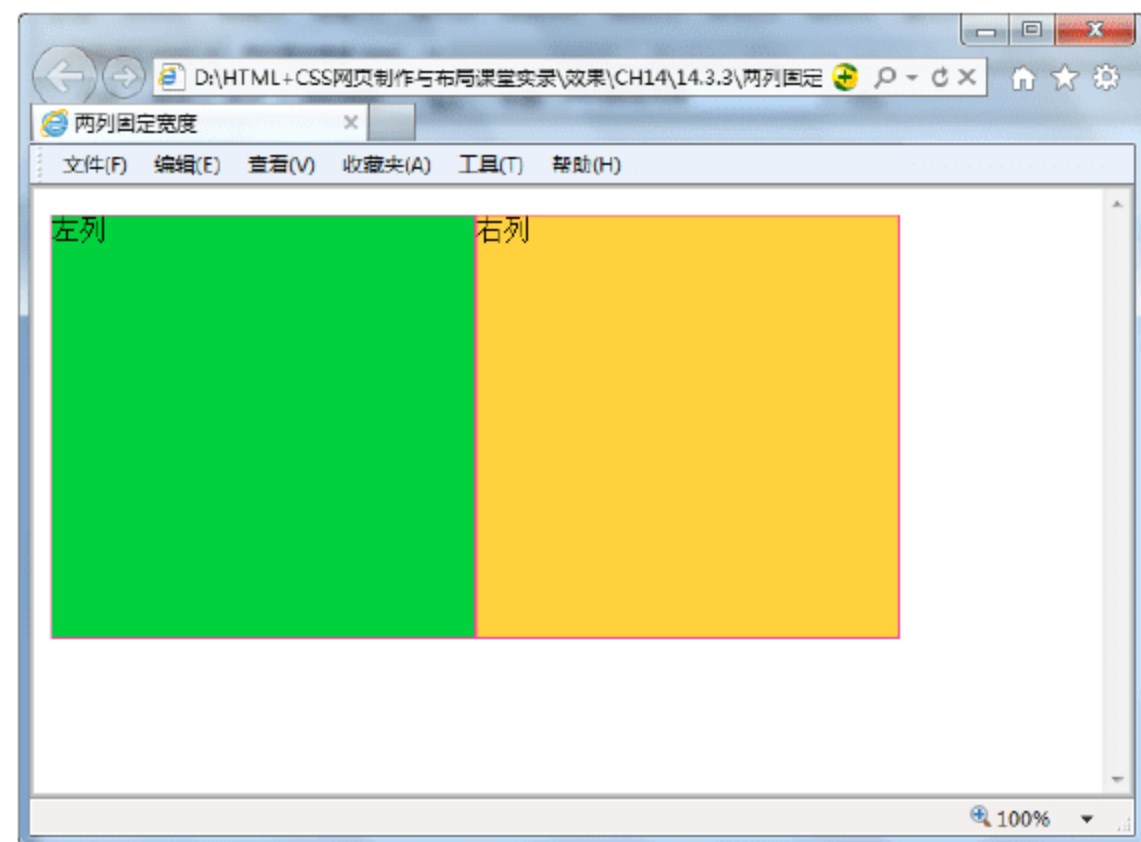 D:\HTML+CSS网页制作与布局课堂实录\效果\CH14\14.3.3\两列固定
两列固定宽度
文件(F) 编辑(E) 查看(V) 收藏夹(A) 工具(T) 帮助(H)
左列 右列
100%